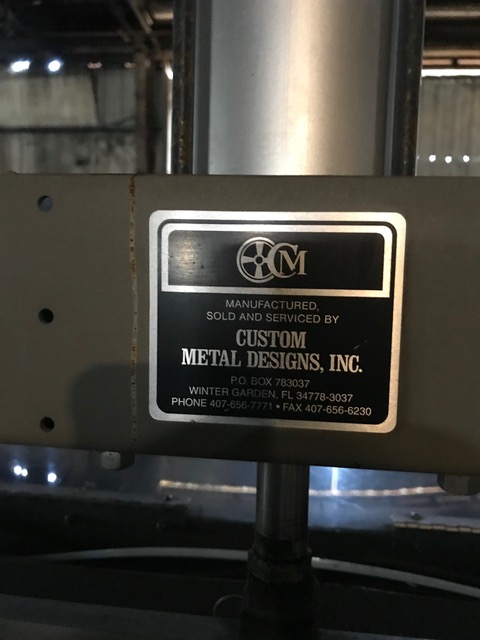 CM
MANUFACTURED,
SOLD AND SERVICED BY
CUSTOM
METAL DESIGNS, INC.
P.O. BOX 783037
WINTER GARDEN, FL 34778-3037
PHONE 407-656-7771 • FAX 407-656-6230